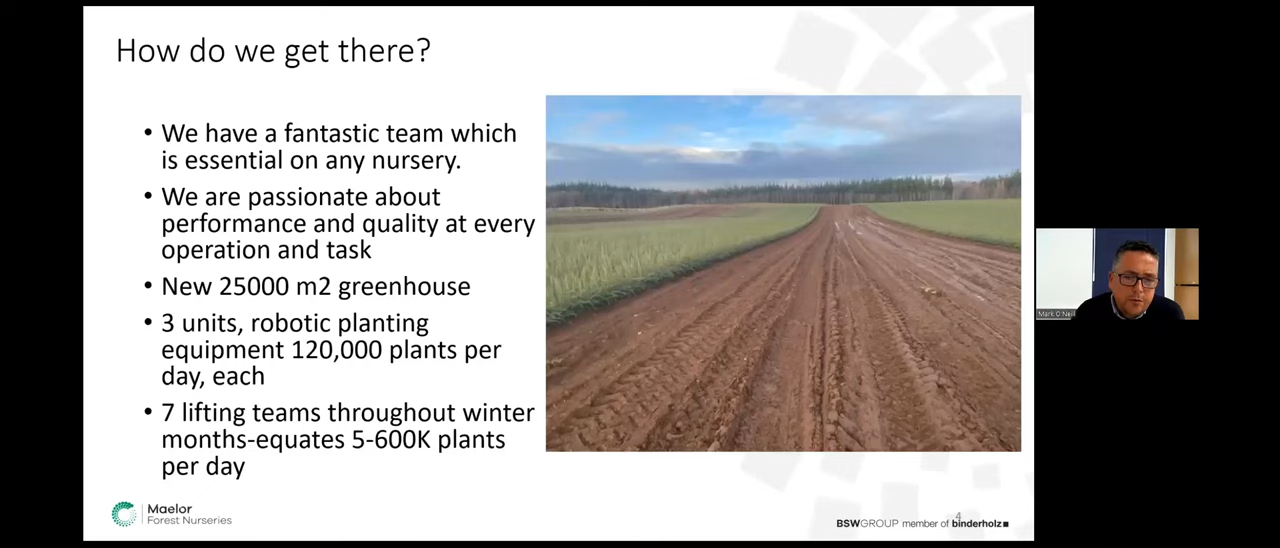 How do we get there?
• We have a fantastic team which
is essential on any nursery.
• We are passionate about
performance and quality at every
operation and task
• New 25000 m2 greenhouse
• 3 units, robotic planting
equipment 120,000 plants per
day, each
• 7 lifting teams throughout winter
months-equates 5-600K plants
per day
Mark O Neill
Maelor
Forest Nurseries
4
BSWGROUP member of binderholz